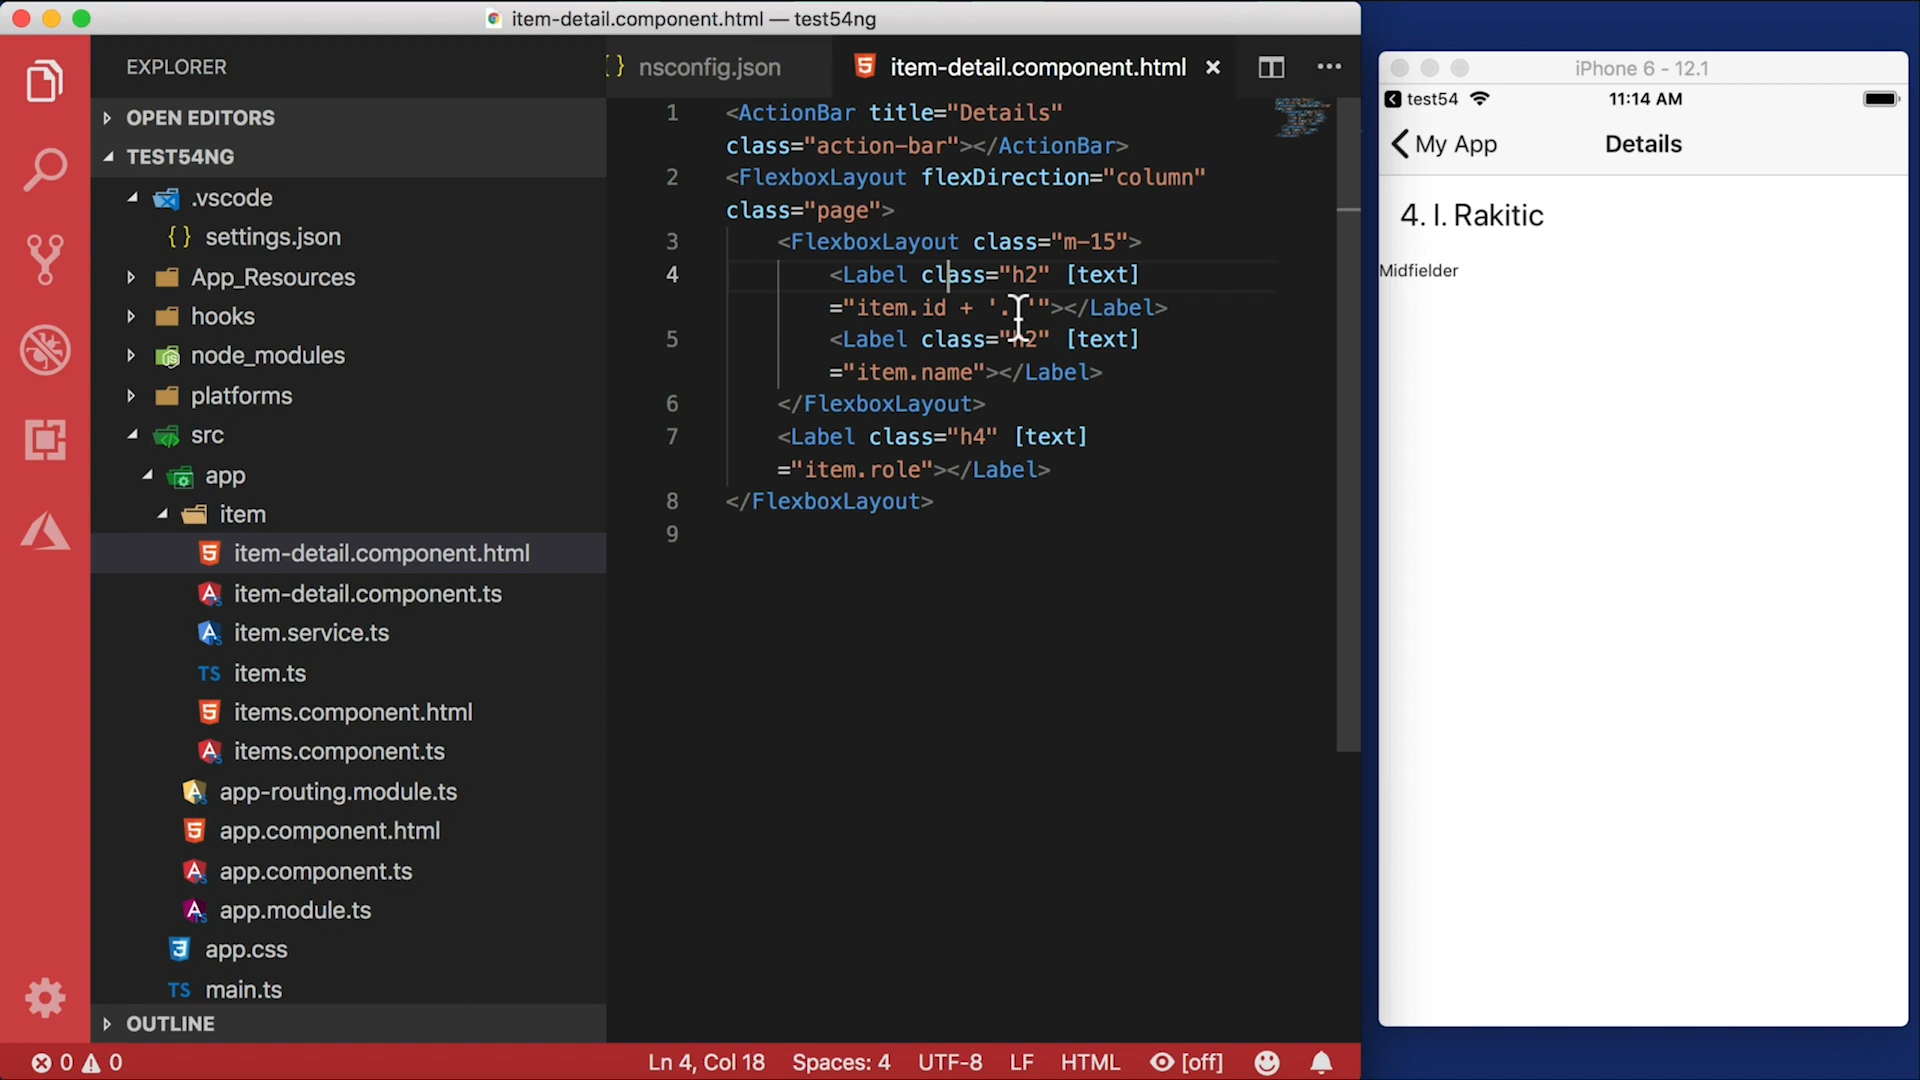 item-detail.component.html — test54ng
EXPLORER
OPEN EDITORS
TEST54NG
.vscode
{} settings.json
App_Resources
hooks
node_modules
platforms
src
app
item
item-detail.component.html
item-detail.component.ts
item.service.ts
TS item.ts
items.component.html
items.component.ts
app-routing.module.ts
app.component.html
app.component.ts
app.module.ts
app.css
TS main.ts
OUTLINE
{} nsconfig.json
item-detail.component.html ×
1 <ActionBar title="Details"
class="action-bar"></ActionBar>
2 <FlexboxLayout flexDirection="column"
class="page">
3 <FlexboxLayout class="m-15">
4 <Label class="h2" [text]
="item.id + '. '"></Label>
5 <Label class="h2" [text]
="item.name"></Label>
6 </FlexboxLayout>
7 <Label class="h4" [text]
="item.role"></Label>
8 </FlexboxLayout>
9
0 0
Ln 4, Col 18 Spaces: 4 UTF-8 LF HTML [off]
iPhone 6 - 12.1
test54 11:14 AM
My App Details
4. I. Rakitic
Midfielder